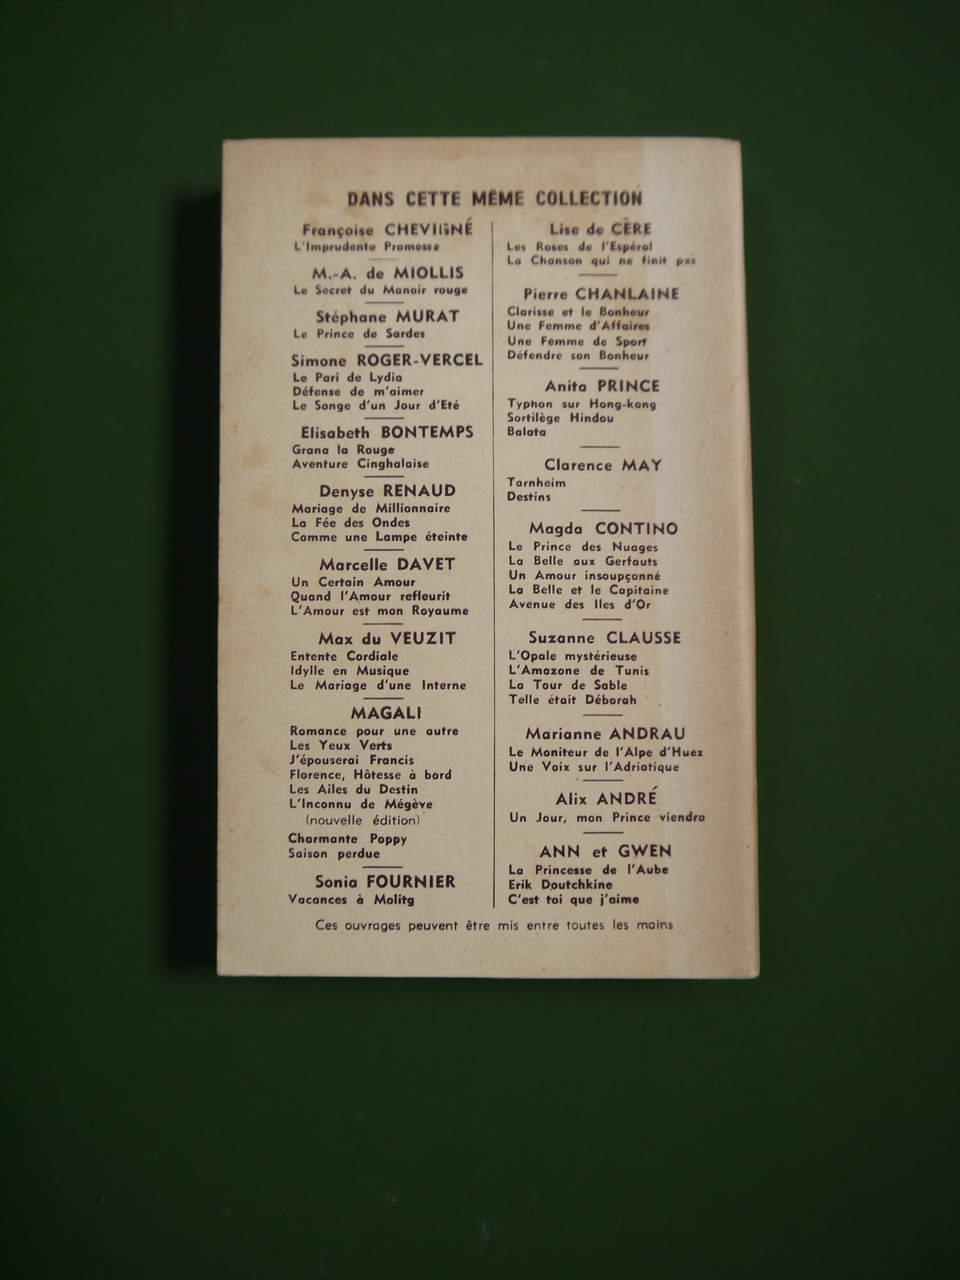 DANS CETTE MÊME COLLECTION
Françoise CHEVIGNÉ
L'Imprudente Promesse
M.-A. de MIOLLIS
Le Secret du Manoir rouge
Stéphane MURAT
Le Prince de Sardes
Simone ROGER-VERCEL
Le Pari de Lydia
Défense de m'aimer
Le Songe d'un Jour d'Eté
Elisabeth BONTEMPS
Grana la Rouge
Aventure Cinghalaise
Denyse RENAUD
Mariage de Millionnaire
La Fée des Ondes
Comme une Lampe éteinte
Marcelle DAVET
Un Certain Amour
Quand l'Amour refleurit
L'Amour est mon Royaume
Max du VEUZIT
Entente Cordiale
Idylle en Musique
Le Mariage d'une Interne
MAGALI
Romance pour une autre
Les Yeux Verts
J'épouserai Francis
Florence, Hôtesse à bord
Les Ailes du Destin
L'Inconnu de Mégève
(nouvelle édition)
Charmante Poppy
Saison perdue
Sonia FOURNIER
Vacances à Molitg
Lise de CÈRE
Les Roses de l'Espéral
La Chanson qui ne finit pas
Pierre CHANLAINE
Clarisse et le Bonheur
Une Femme d'Affaires
Une Femme de Sport
Défendre son Bonheur
Anita PRINCE
Typhon sur Hong-kong
Sortilège Hindou
Balata
Clarence MAY
Tarnheim
Destins
Magda CONTINO
Le Prince des Nuages
La Belle aux Gerfauts
Un Amour insoupçonné
La Belle et le Capitaine
Avenue des Iles d'Or
Suzanne CLAUSSE
L'Opale mystérieuse
L'Amazone de Tunis
La Tour de Sable
Telle était Déborah
Marianne ANDRAU
Le Moniteur de l'Alpe d'Huez
Une Voix sur l'Adriatique
Alix ANDRÉ
Un Jour, mon Prince viendra
ANN et GWEN
La Princesse de l'Aube
Erik Doutchkine
C'est toi que j'aime
Ces ouvrages peuvent être mis entre toutes les mains